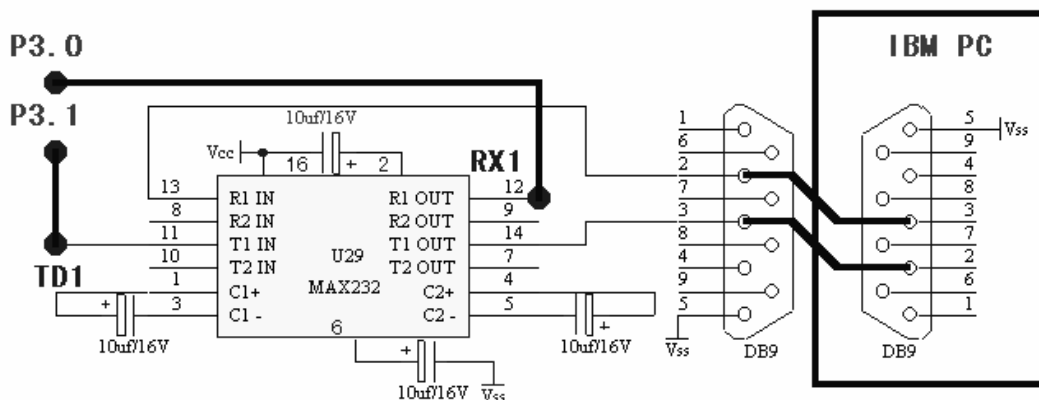 P3.0
IBM PC
P3.1
10uf/16V
Vcc
16
2
RX1
13
R1 IN
R1 OUT
12
8
R2 IN
R2 OUT
9
11
T1 IN
T1 OUT
14
10
T2 IN
T2 OUT
7
U29
MAX232
TD1
1
C1+
C2+
4
3
C1 -
C2 -
5
6
+
+
+
+
10uf/16V
10uf/16V
10uf/16V
Vss
1
6
2
7
3
8
4
9
5
Vss
DB9
5
Vss
9
4
8
3
7
2
6
1
DB9